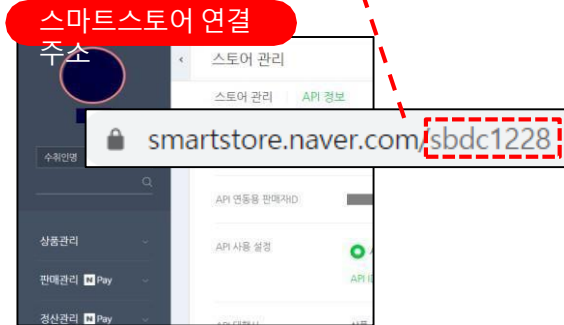 스마트스토어 연결
주소
스토어 관리
스토어 관리 API 정보
smartstore.naver.com/sbdc1228
수취인명
API 연동용 판매자ID
상품관리
API 사용 설정
판매관리 N Pay
정산관리 N Pay